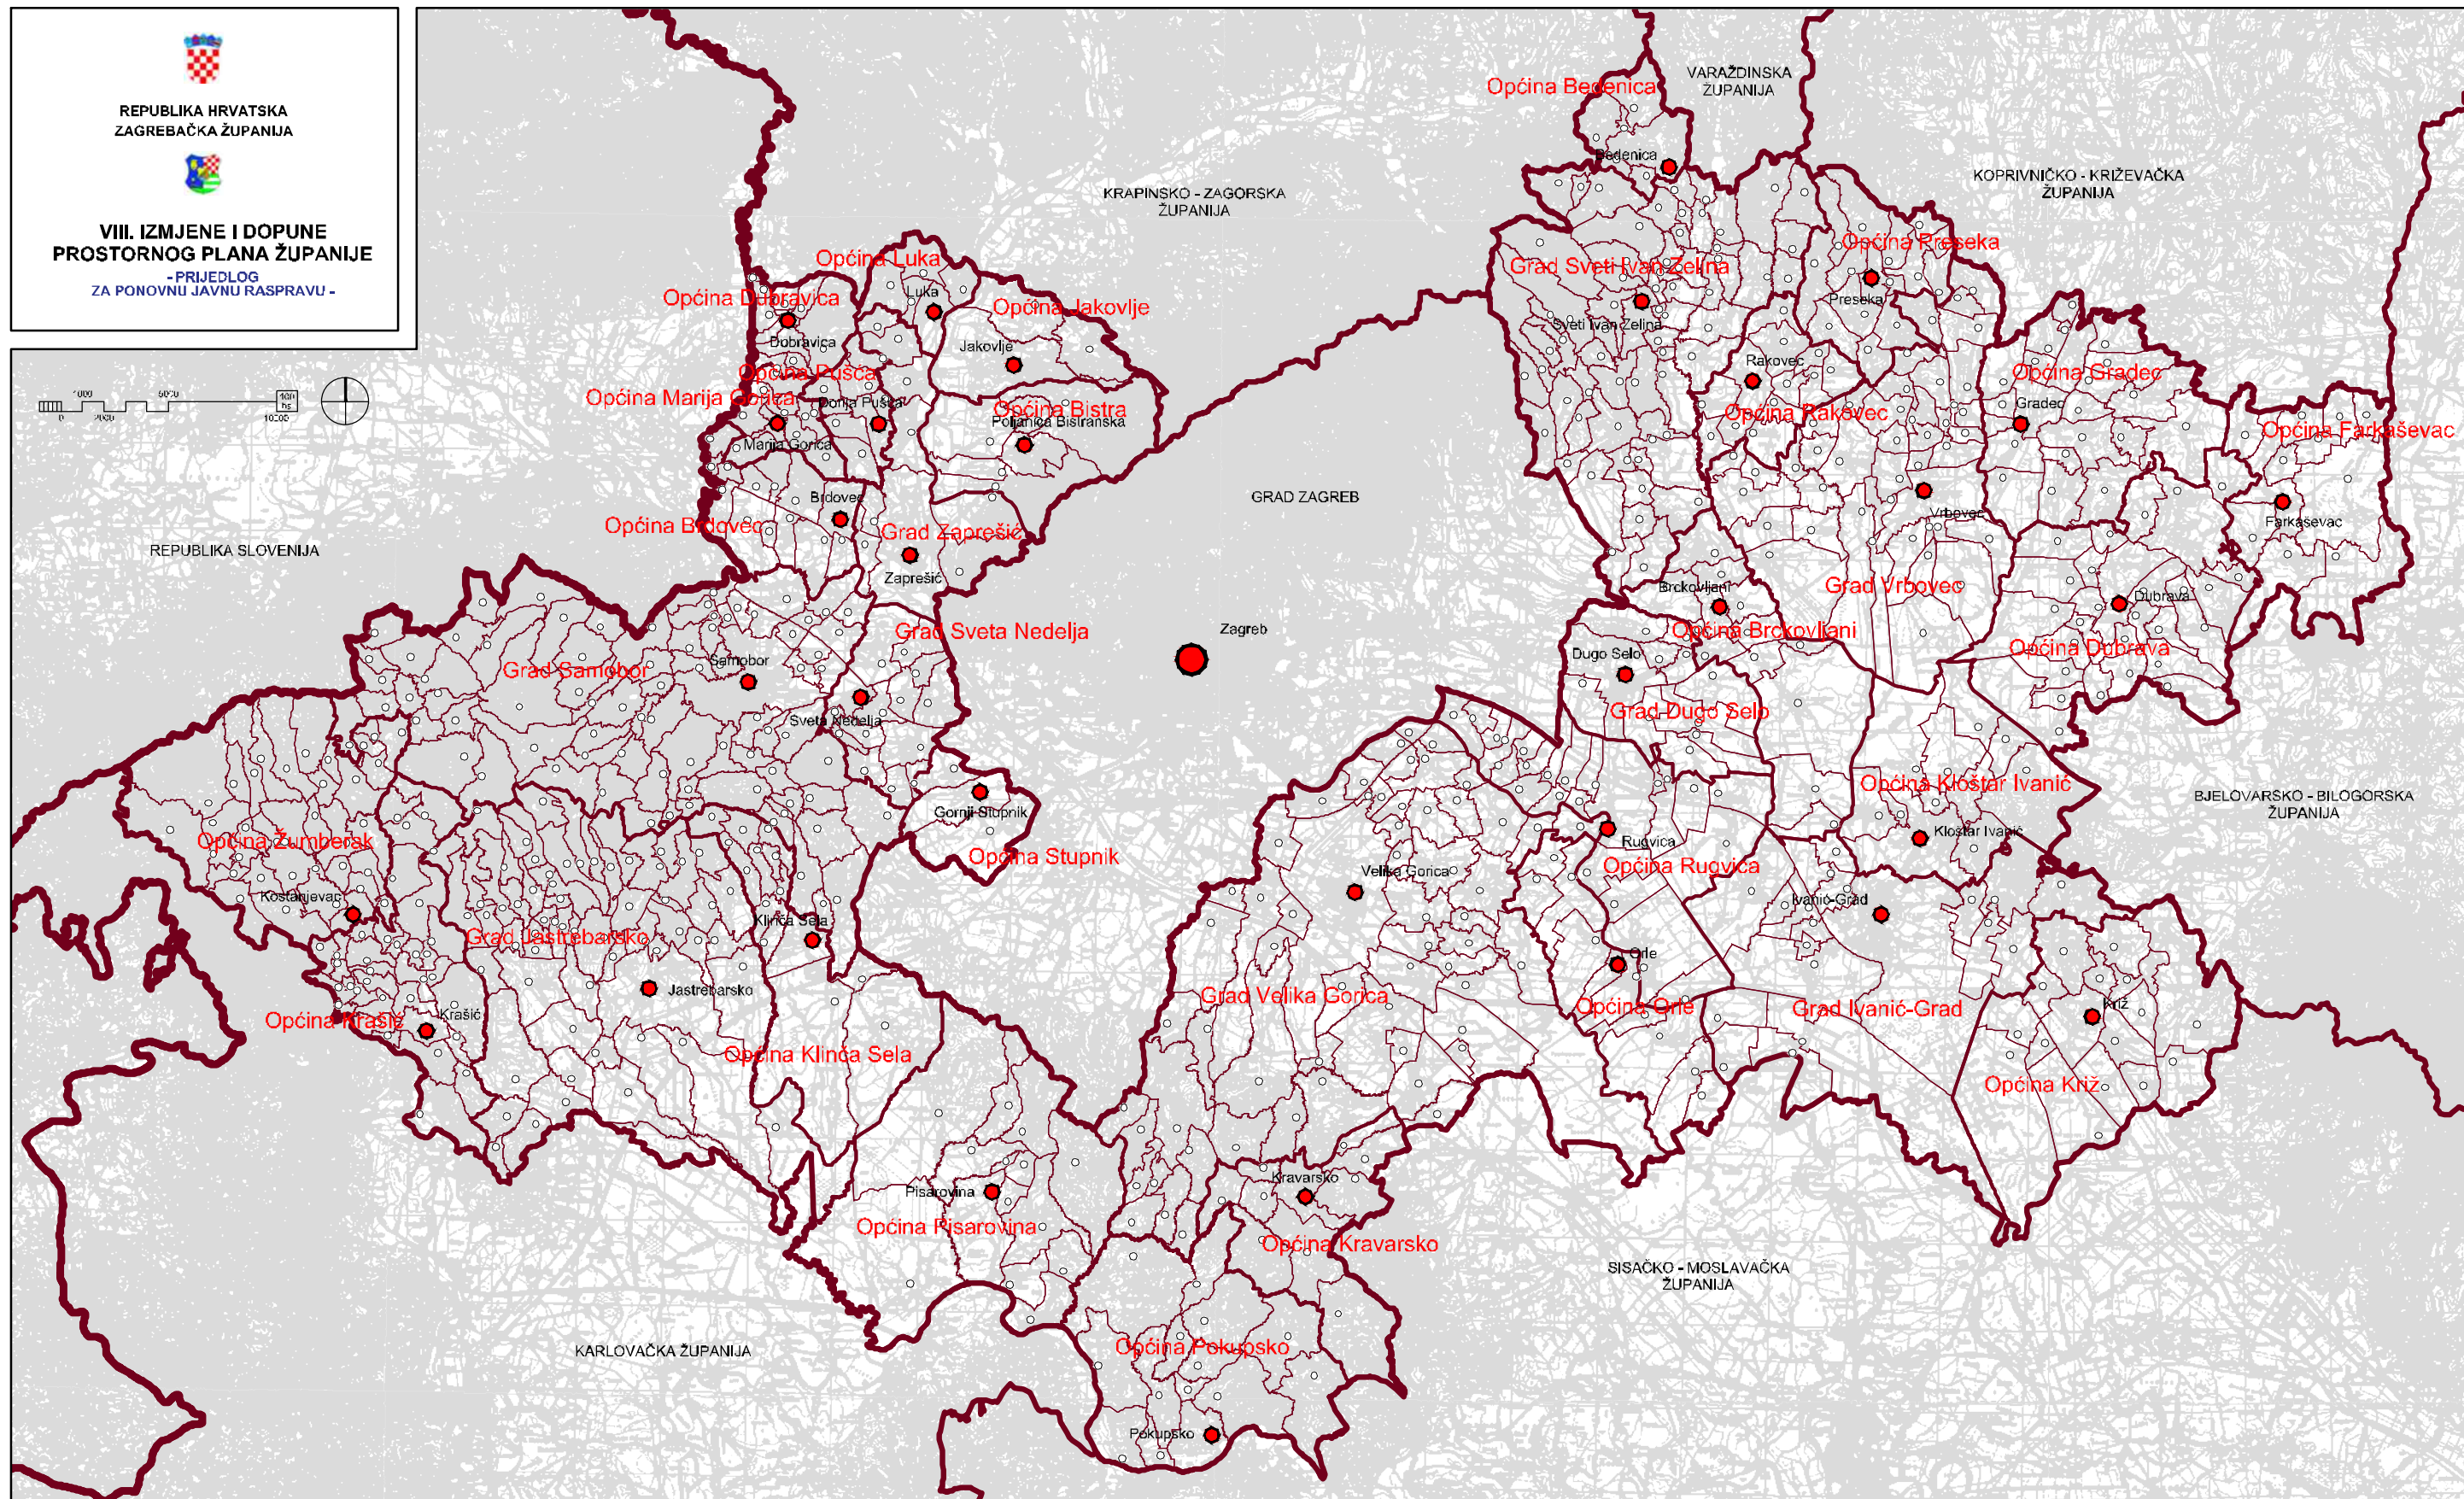 REPUBLIKA HRVATSKA
ZAGREBAČKA ŽUPANIJA
VIII. IZMJENE I DOPUNE
PROSTORNOG PLANA ŽUPANIJE
- PRIJEDLOG
ZA PONOVNU JAVNU RASPRAVU -
1000
5000
0
2000
10000
VARAŽDINSKA
ŽUPANIJA
Općina Bedenica
Bedenica
KRAPINSKO - ZAGORSKA
ŽUPANIJA
KOPRIVNIČKO - KRIŽEVAČKA
ŽUPANIJA
Općina Luka
Luka
Općina Preseka
Preseka
Grad Sveti Ivan Zelina
Sveti Ivan Zelina
Općina Dubravica
Dubravica
Općina Jakovlje
Jakovlje
Općina Pušća
Donja Pušća
Općina Marija Gorica
Marija Gorica
Općina Bistra
Poljanica Bistranska
Rakovec
Općina Rakovec
Općina Gradec
Gradec
Općina Farkaševac
Farkaševac
GRAD ZAGREB
Brdovec
Općina Brdovec
Grad Zaprešić
Zaprešić
Vrbovec
Grad Vrbovec
REPUBLIKA SLOVENIJA
Brckovljani
Općina Brckovljani
Dubrava
Općina Dubrava
Zagreb
Grad Sveta Nedelja
Sveta Nedelja
Grad Samobor
Samobor
Dugo Selo
Grad Dugo Selo
Općina Kloštar Ivanić
Kloštar Ivanić
BJELOVARSKO - BILOGORSKA
ŽUPANIJA
Gornji Stupnik
Općina Stupnik
Općina Žumberak
Kostanjevac
Rugvica
Općina Rugvica
Velika Gorica
Grad Velika Gorica
Ivanić-Grad
Grad Ivanić-Grad
Klinča Sela
Općina Klinča Sela
Grad Jastrebarsko
Jastrebarsko
Orle
Općina Orle
Općina Krašić
Krašić
Križ
Općina Križ
Pisarovina
Općina Pisarovina
Kravarsko
Općina Kravarsko
SISAČKO - MOSLAVAČKA
ŽUPANIJA
KARLOVAČKA ŽUPANIJA
Općina Pokupsko
Pokupsko